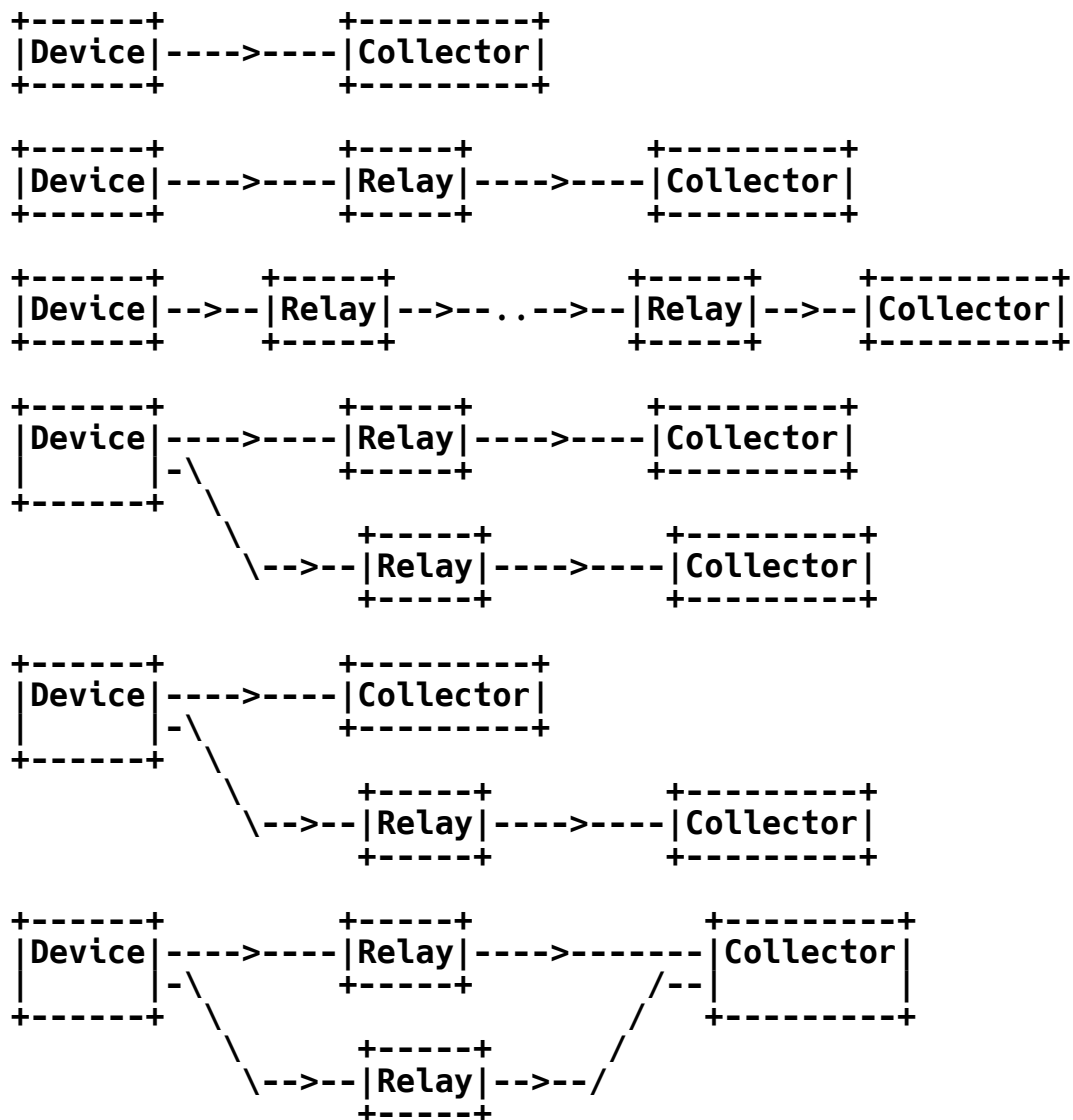 +------+         +---------+
|Device|---->----|Collector|
+------+         +---------+

+------+         +-----+         +---------+
|Device|---->----|Relay|---->----|Collector|
+------+         +-----+         +---------+

+------+     +-----+            +-----+     +---------+
|Device|-->--|Relay|-->--..-->--|Relay|-->--|Collector|
+------+     +-----+            +-----+     +---------+

+------+         +-----+         +---------+
|Device|---->----|Relay|---->----|Collector|
|      |-\       +-----+         +---------+
+------+  \
           \      +-----+         +---------+
            \-->--|Relay|---->----|Collector|
                  +-----+         +---------+

+------+         +---------+
|Device|---->----|Collector|
|      |-\       +---------+
+------+  \
           \      +-----+         +---------+
            \-->--|Relay|---->----|Collector|
                  +-----+         +---------+

+------+         +-----+            +---------+
|Device|---->----|Relay|---->-------|Collector|
|      |-\       +-----+         /--|         |
+------+  \                     /   +---------+
           \      +-----+      /
            \-->--|Relay|-->--/
                  +-----+